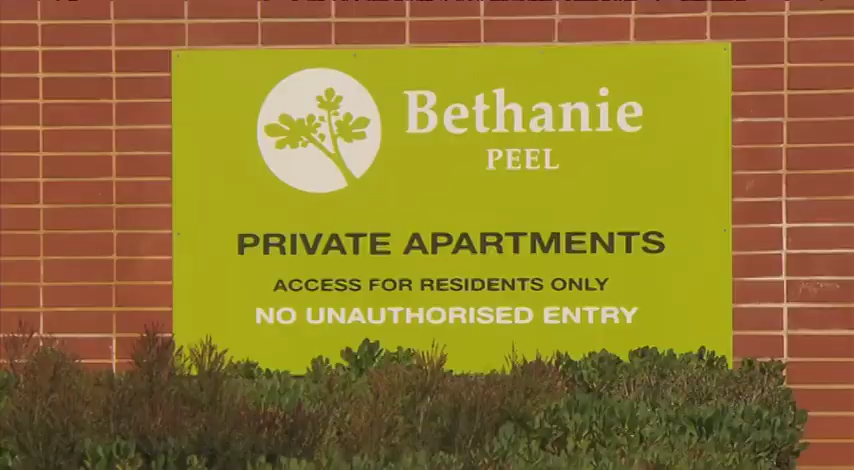 Bethanie
PEEL
PRIVATE APARTMENTS
ACCESS FOR RESIDENTS ONLY
NO UNAUTHORISED ENTRY